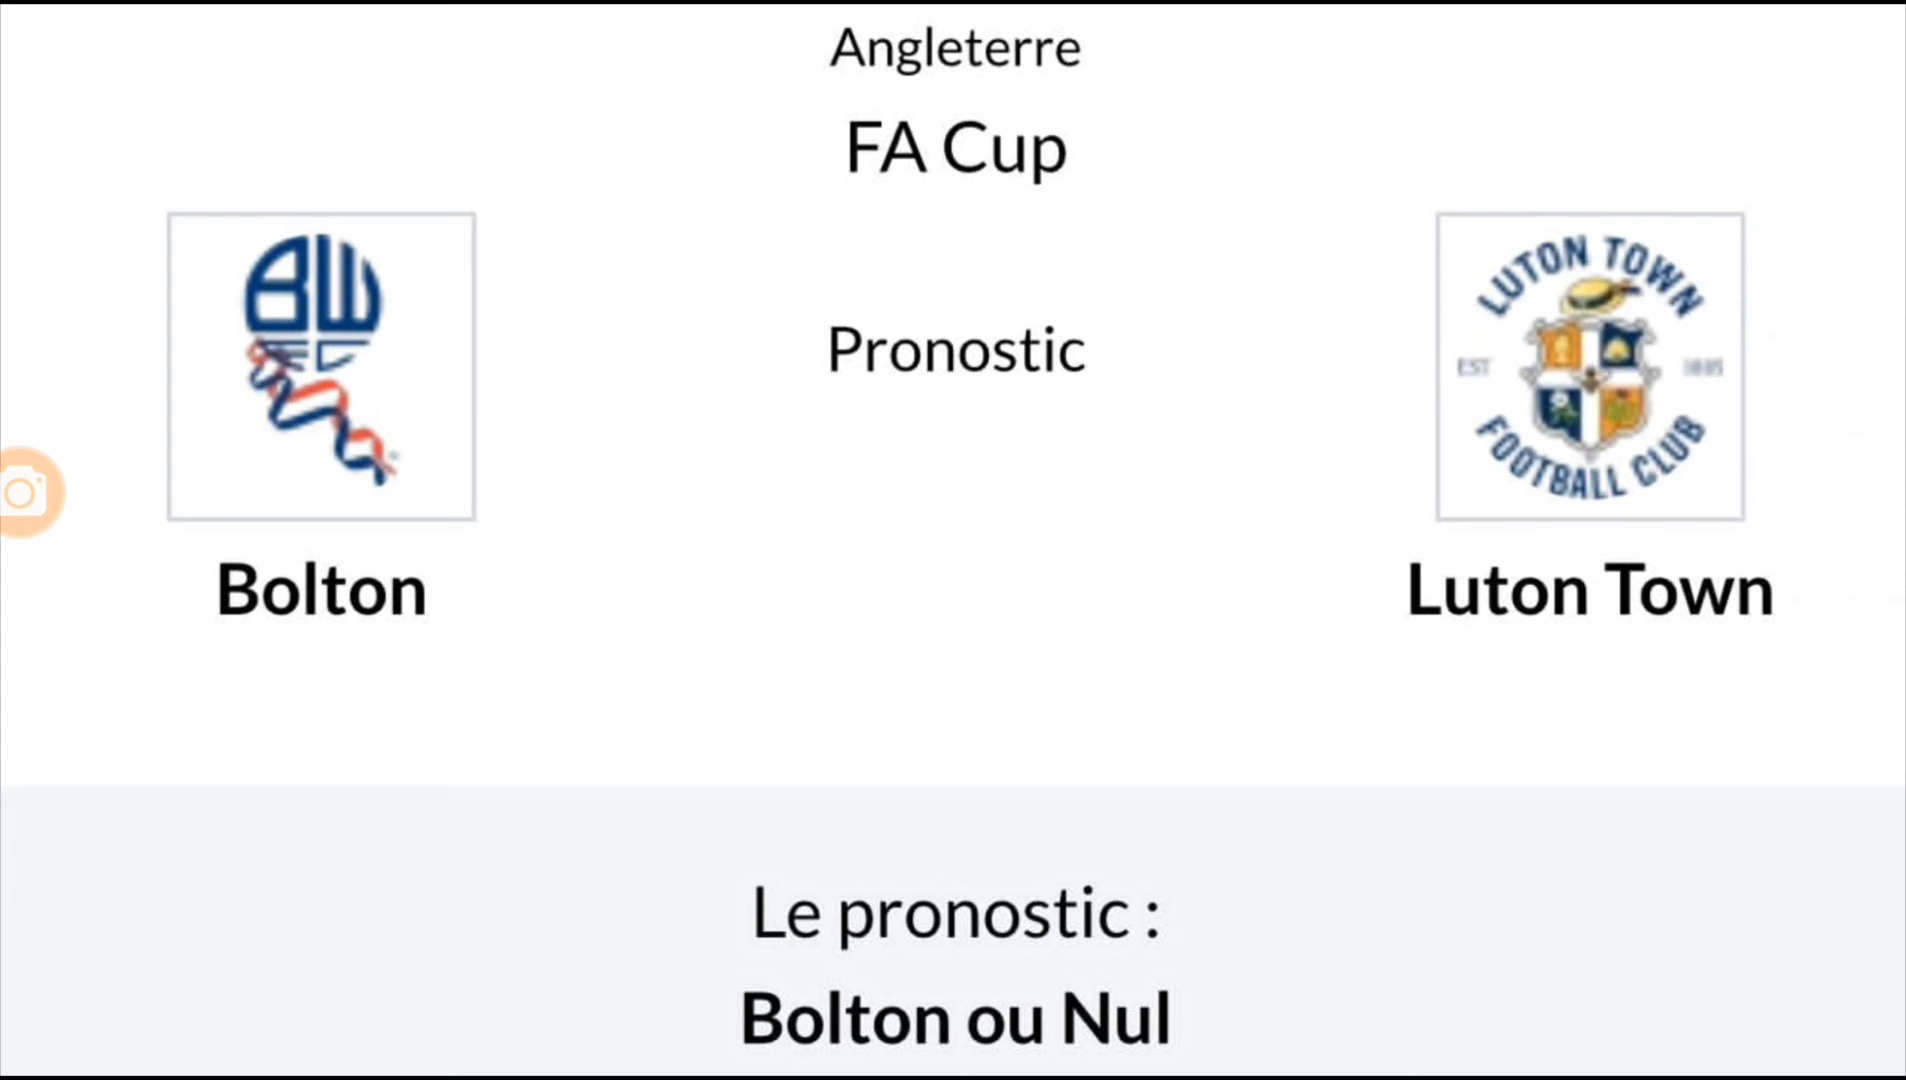 Angleterre
FA Cup
BW
LUTON TOWN
Pronostic
EST
FOOTBALL CLUB
Bolton
Luton Town
Le pronostic :
Bolton ou Nul